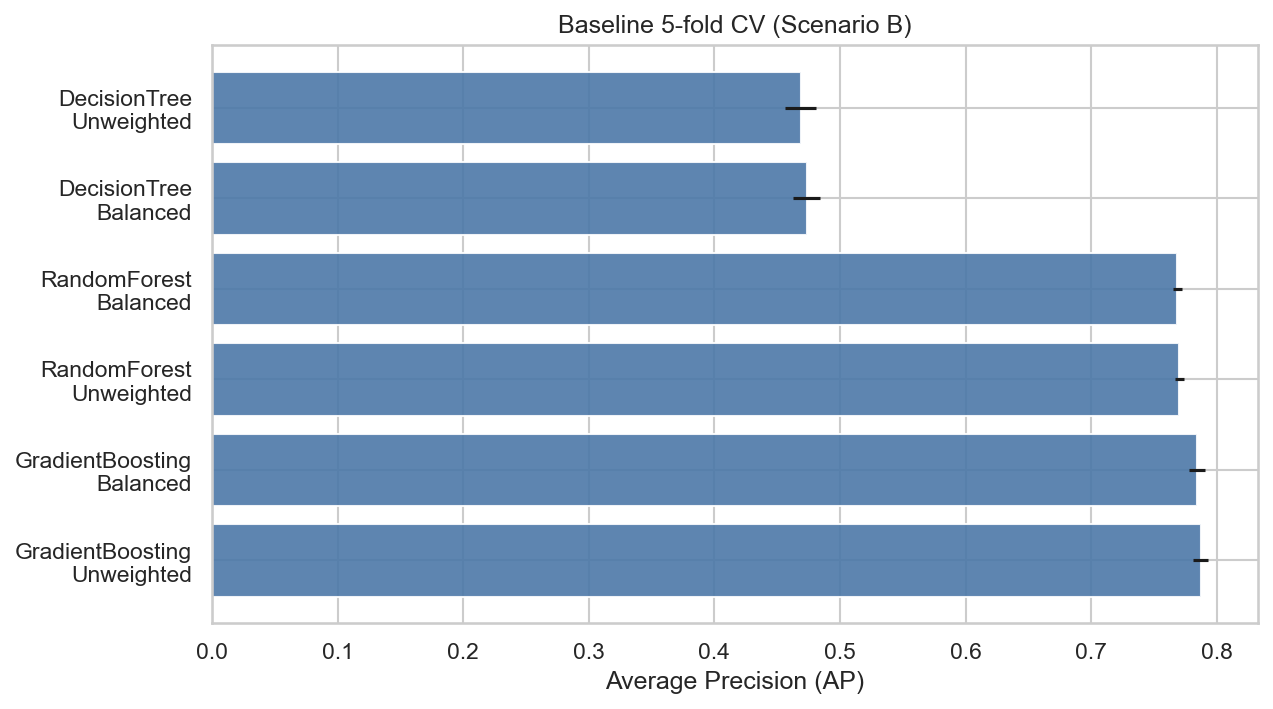 Baseline 5-fold CV (Scenario B)
DecisionTree
Unweighted
DecisionTree
Balanced
RandomForest
Balanced
RandomForest
Unweighted
GradientBoosting
Balanced
GradientBoosting
Unweighted
0.0 0.1 0.2 0.3 0.4 0.5 0.6 0.7 0.8
Average Precision (AP)